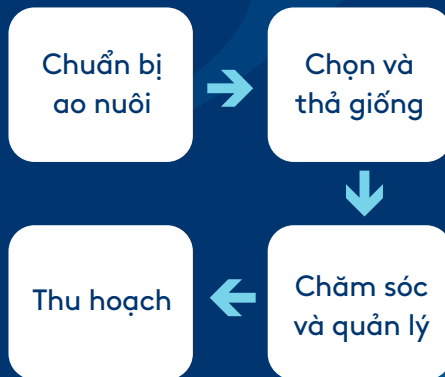 Chuẩn bị
ao nuôi
Chọn và
thả giống
Chăm sóc
và quản lý
Thu hoạch